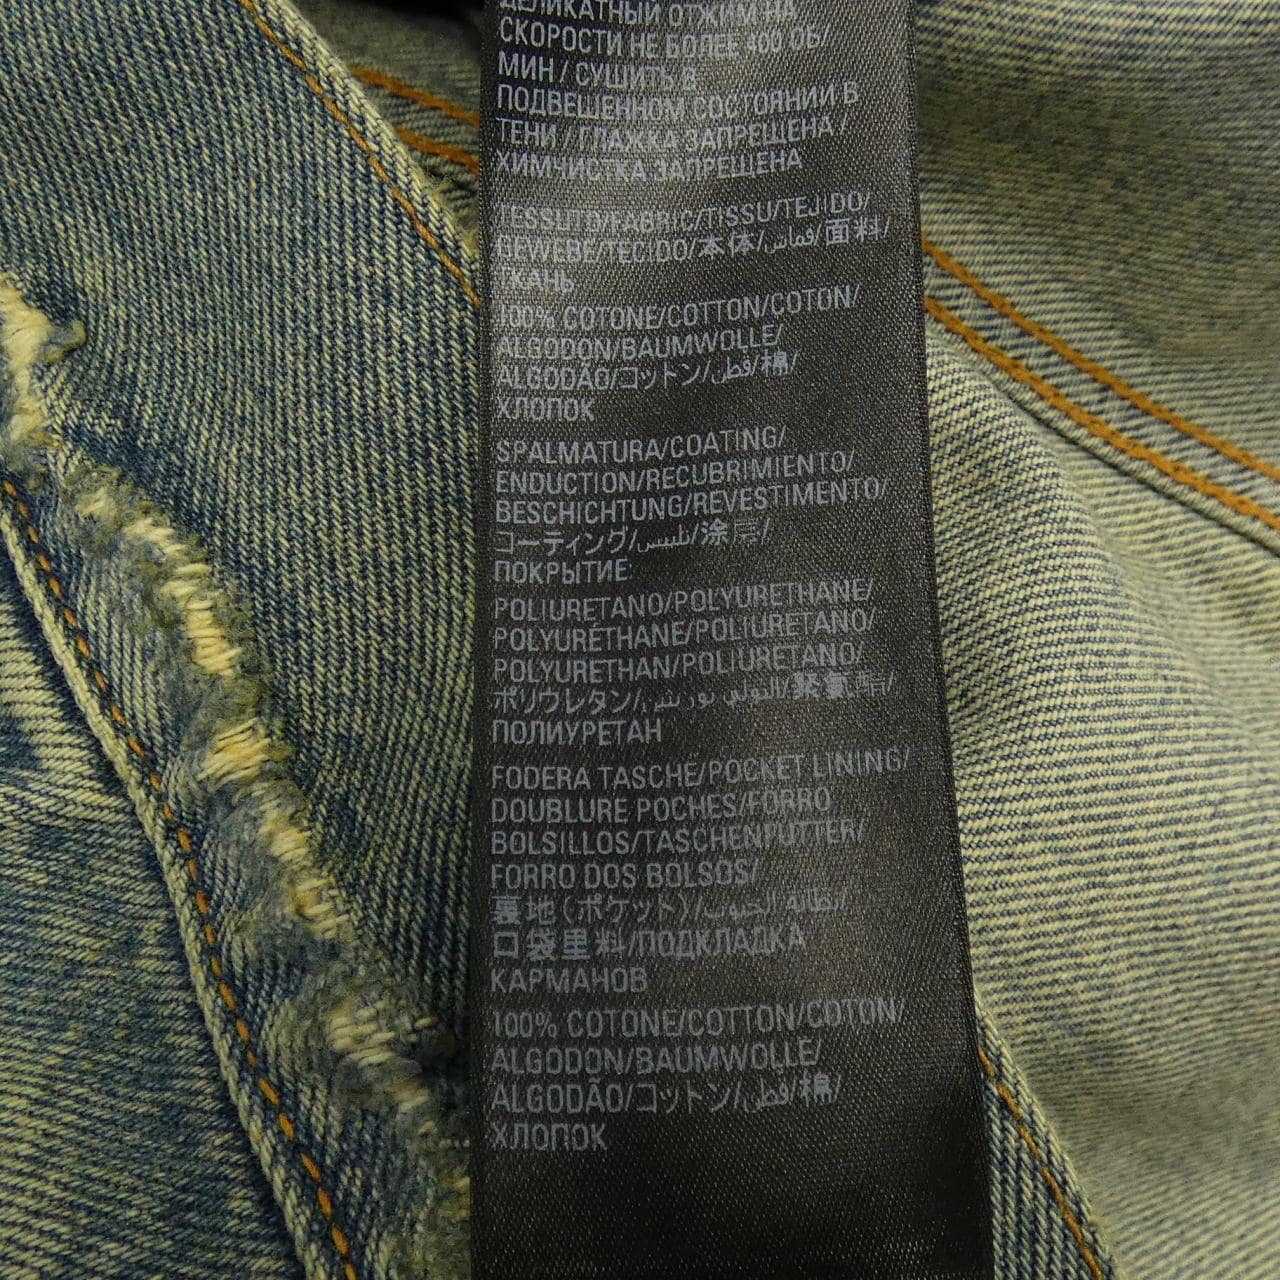 ДЕЛИКАТНЫЙ ОТЖИМ НА
СКОРОСТИ НЕ БОЛЕЕ 400 ОБ/
МИН / СУШИТЬ В
ПОДВЕШЕННОМ СОСТОЯНИИ В
ТЕНИ / ГЛАЖКА ЗАПРЕЩЕНА /
ХИМЧИСТКА ЗАПРЕЩЕНА
TESSUTO/FABRIC/TISSU/TEJIDO/
GEWEBE/TECIDO/本体/قماش/面料/
ТКАНЬ
100% COTONE/COTTON/COTON/
ALGODON/BAUMWOLLE/
ALGODÃO/コットン/قطن/棉/
ХЛОПОК
SPALMATURA/COATING/
ENDUCTION/RECUBRIMIENTO/
BESCHICHTUNG/REVESTIMENTO/
コーティング/تلبيس/涂层/
ПОКРЫТИЕ:
POLIURETANO/POLYURETHANE/
POLYURÉTHANE/POLIURETANO/
POLYURETHAN/POLIURETANO/
ポリウレタン/البولي يوريثين/聚氨酯/
ПОЛИУРЕТАН
FODERA TASCHE/POCKET LINING/
DOUBLURE POCHES/FORRO
BOLSILLOS/TASCHENFUTTER/
FORRO DOS BOLSOS/
裏地(ポケット)/بطانة الجيوب/
口袋里料/ПОДКЛАДКА
КАРМАНОВ
100% COTONE/COTTON/COTON/
ALGODON/BAUMWOLLE/
ALGODÃO/コットン/قطن/棉/
ХЛОПОК